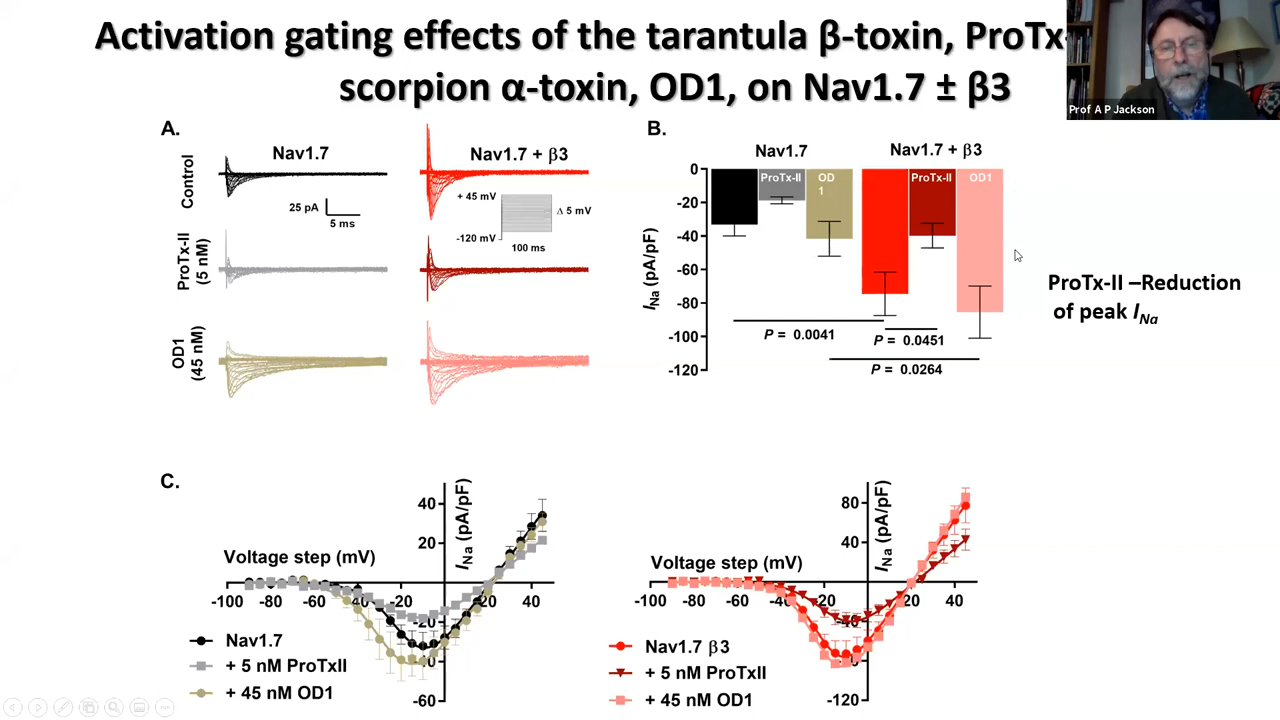 Activation gating effects of the tarantula β-toxin, ProTx-
scorpion α-toxin, OD1, on Nav1.7 ± β3
Prof A P Jackson
A.
Nav1.7
Nav1.7 + β3
Control
25 pA
5 ms
+ 45 mV
Δ 5 mV
-120 mV
100 ms
ProTx-II
(5 nM)
OD1
(45 nM)
B.
Nav1.7
Nav1.7 + β3
INa (pA/pF)
0
-20
-40
-60
-80
-100
-120
ProTx-II
OD
1
ProTx-II
OD1
P = 0.0041
P = 0.0451
P = 0.0264
ProTx-II –Reduction
of peak INa
C.
INa (pA/pF)
40
20
Voltage step (mV)
-100
-80
-60
-40
-20
20
40
-20
-60
Nav1.7
+ 5 nM ProTxII
+ 45 nM OD1
INa (pA/pF)
80
40
Voltage step (mV)
-100
-80
-60
-40
-20
20
40
-40
-120
Nav1.7 β3
+ 5 nM ProTxII
+ 45 nM OD1